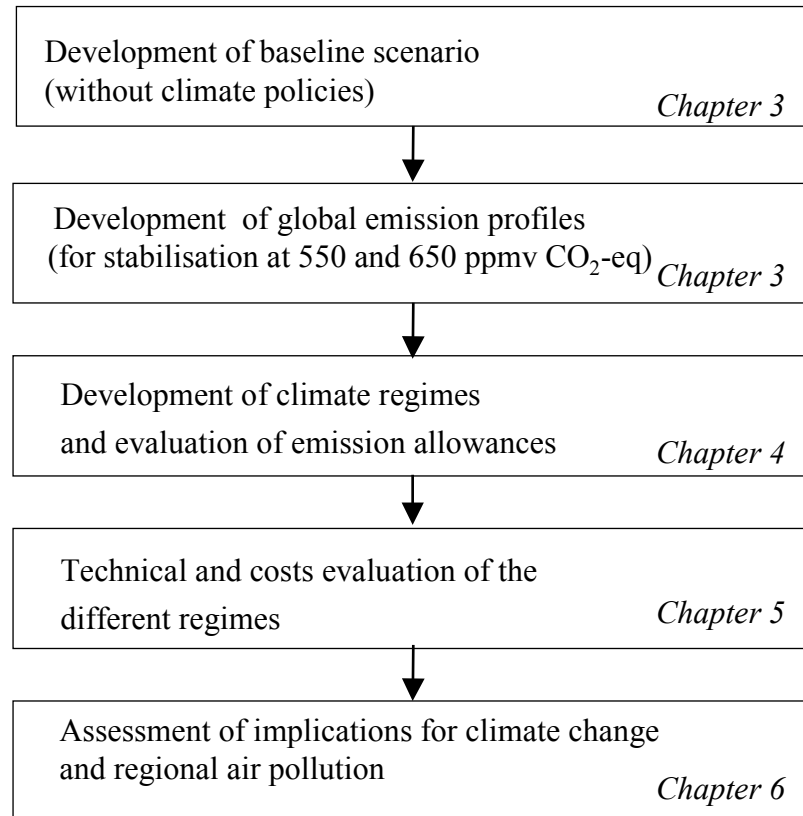 Development of baseline scenario
(without climate policies)
Chapter 3
Development of global emission profiles
(for stabilisation at 550 and 650 ppmv CO₂-eq)
Chapter 3
Development of climate regimes
and evaluation of emission allowances
Chapter 4
Technical and costs evaluation of the
different regimes
Chapter 5
Assessment of implications for climate change
and regional air pollution
Chapter 6